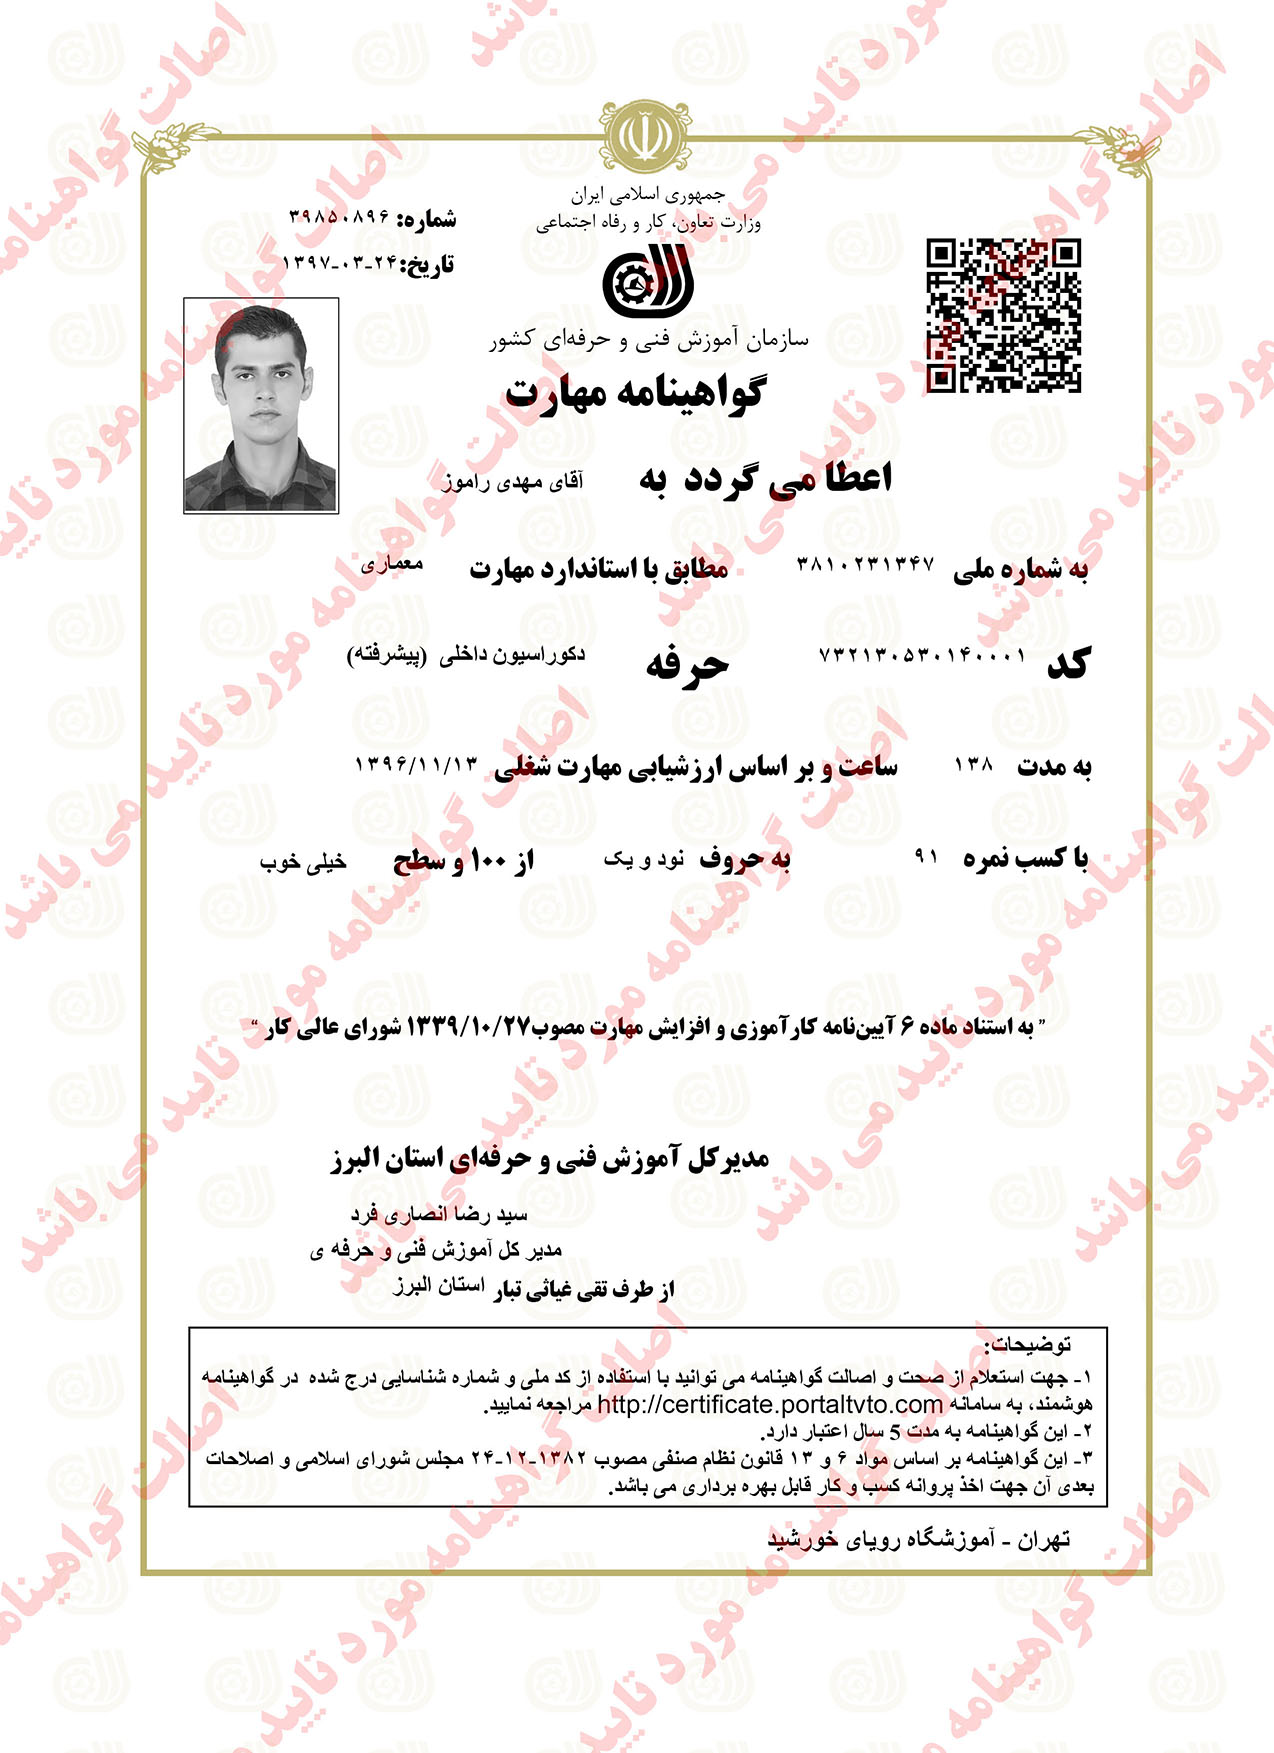 جمهوری اسلامی ایران
وزارت تعاون، کار و رفاه اجتماعی
شماره: ۳۹۸۵۰۸۹۶
تاریخ: ۱۳۹۷-۰۳-۲۴
سازمان آموزش فنی و حرفه‌ای کشور
گواهینامه مهارت
اعطا می گردد به آقای مهدی راموز
به شماره ملی ۳۸۱۰۲۳۱۳۴۷ مطابق با استاندارد مهارت معماری
کد ۷۳۲۱۳۰۵۳۰۱۴۰۰۰۱ حرفه دکوراسیون داخلی (پیشرفته)
به مدت ۱۳۸ ساعت و بر اساس ارزشیابی مهارت شغلی ۱۳۹۶/۱۱/۱۳
با کسب نمره ۹۱ به حروف نود و یک از ۱۰۰ و سطح خیلی خوب
" به استناد ماده ۶ آیین‌نامه کارآموزی و افزایش مهارت مصوب۱۳۳۹/۱۰/۲۷ شورای عالی کار "
مدیرکل آموزش فنی و حرفه‌ای استان البرز
سید رضا انصاری فرد
مدیر کل آموزش فنی و حرفه ی
از طرف تقی غیاثی تبار استان البرز
توضیحات:
۱- جهت استعلام از صحت و اصالت گواهینامه می توانید با استفاده از کد ملی و شماره شناسایی درج شده در گواهینامه
هوشمند، به سامانه http://certificate.portaltvto.com مراجعه نمایید.
۲- این گواهینامه به مدت 5 سال اعتبار دارد.
۳- این گواهینامه بر اساس مواد ۶ و ۱۳ قانون نظام صنفی مصوب ۱۳۸۲-۱۲-۲۴ مجلس شورای اسلامی و اصلاحات
بعدی آن جهت اخذ پروانه کسب و کار قابل بهره برداری می باشد.
تهران - آموزشگاه رویای خورشید
اصالت گواهینامه مورد تایید می باشد